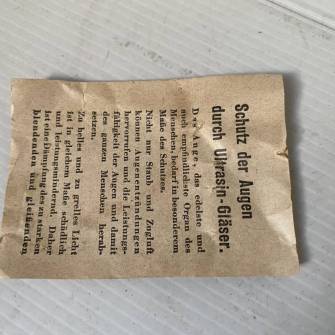 Schutz der Augen
durch Ultrasin-Gläser.
Das Auge, das edelste und
auch empfindlichste Organ des
Menschen, bedarf in besonderem
Maße des Schutzes.
Nicht nur Staub und Zugluft
können Augenentzündungen
hervorrufen und die Leistungs-
fähigkeit der Augen und damit
des ganzen Menschen herab-
setzen.
Zu helles und zu grelles Licht
ist in gleichem Maße schädlich
und leistungsmindernd. Daher
ist eine Dämpfung des zu starken
blendenden und gleißenden